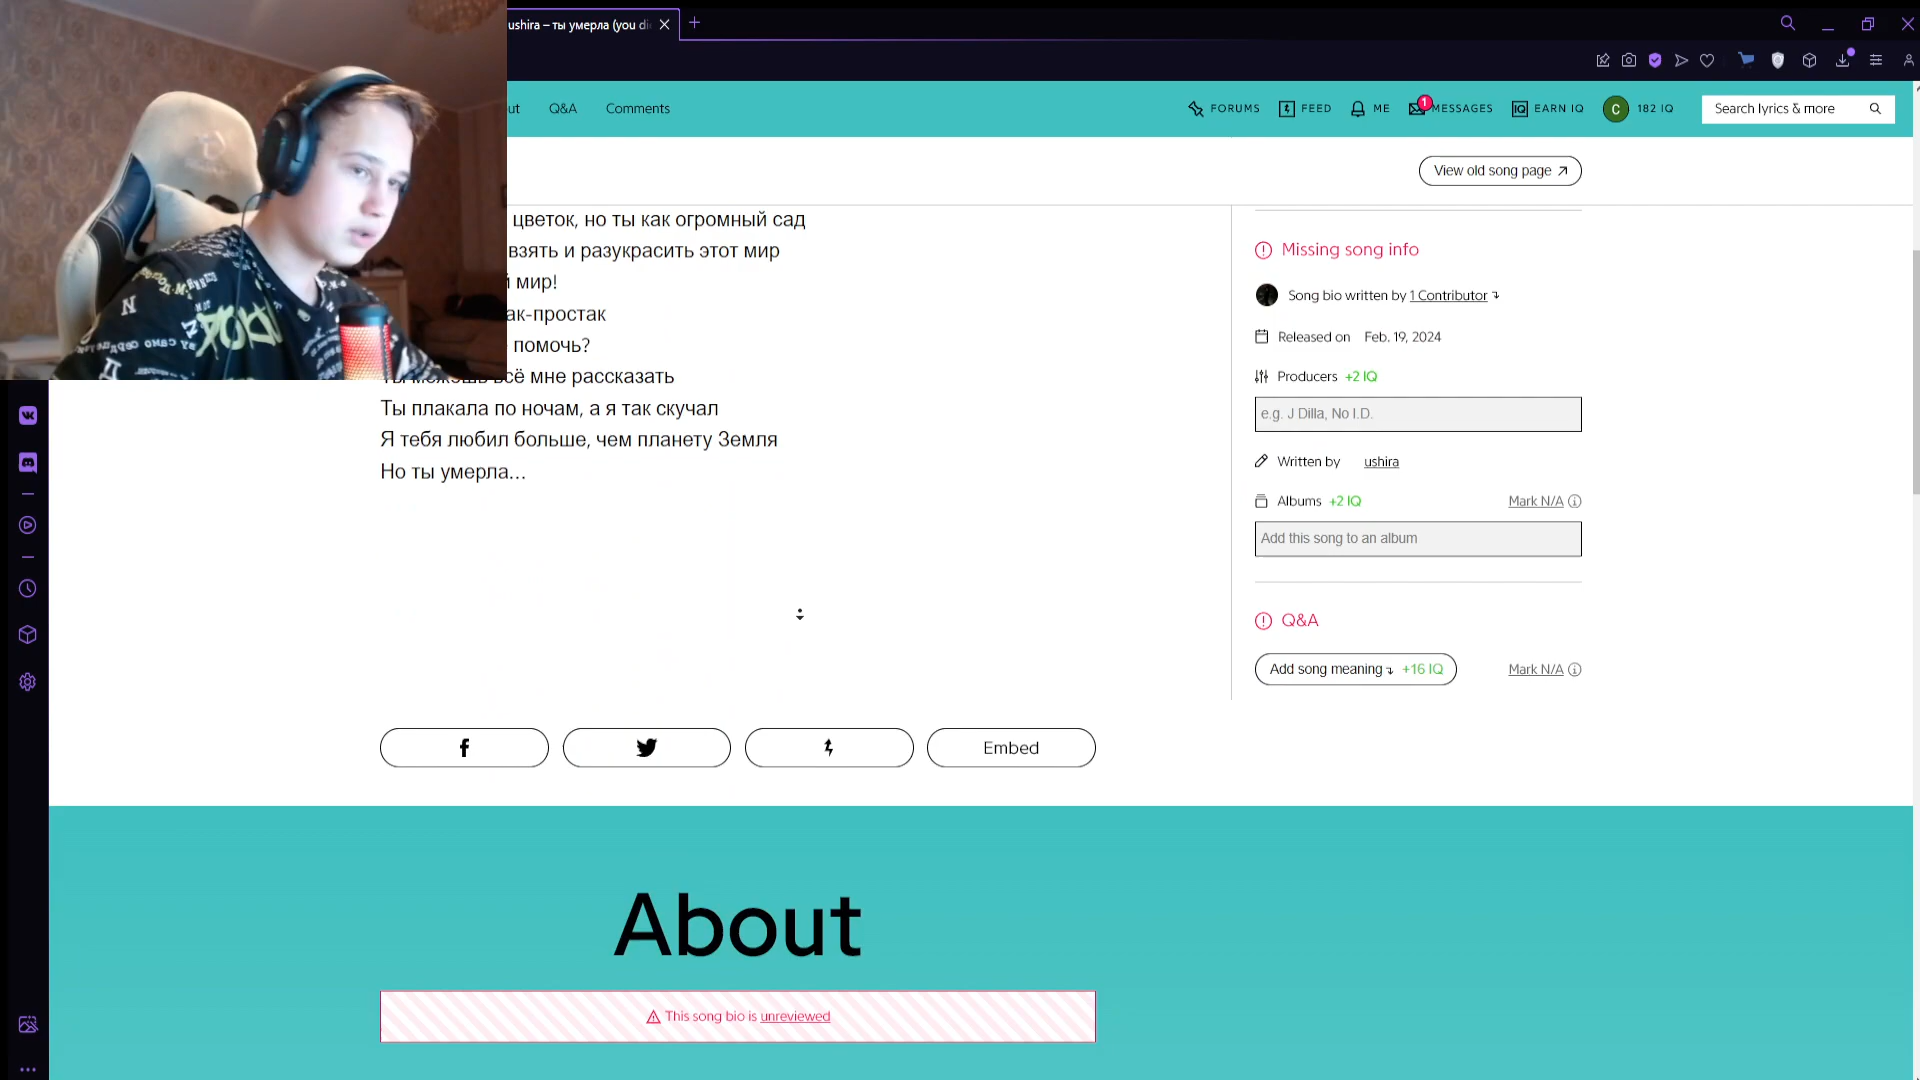 ushira – ты умерла (you di
ut
Q&A
Comments
FORUMS
FEED
ME
1
MESSAGES
EARN IQ
C
182 IQ
Search lyrics & more
View old song page
цветок, но ты как огромный сад
взять и разукрасить этот мир
й мир!
ак-простак
помочь?
Ты можешь всё мне рассказать
Ты плакала по ночам, а я так скучал
Я тебя любил больше, чем планету Земля
Но ты умерла...
Missing song info
Song bio written by 1 Contributor
Released on Feb. 19, 2024
Producers +2 IQ
e.g. J Dilla, No I.D.
Written by ushira
Albums +2 IQ
Mark N/A
Add this song to an album
Q&A
Add song meaning +16 IQ
Mark N/A
Embed
About
This song bio is unreviewed